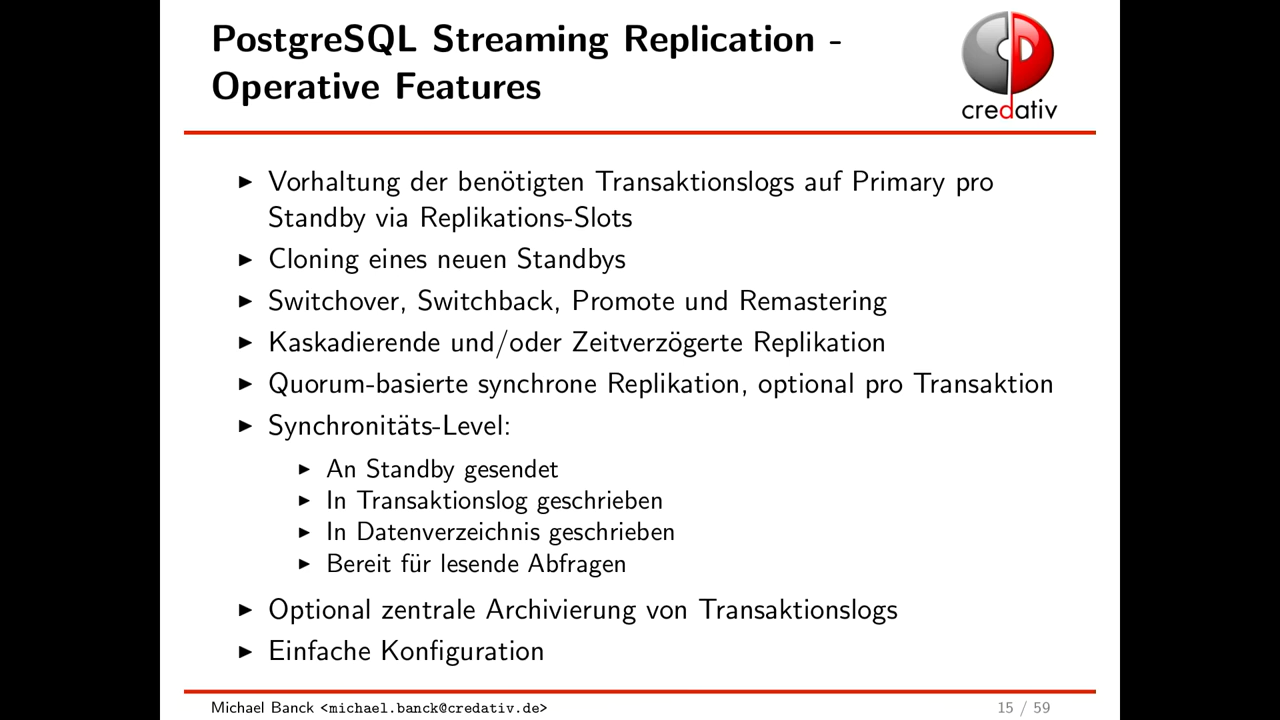 PostgreSQL Streaming Replication -
Operative Features
credativ
► Vorhaltung der benötigten Transaktionslogs auf Primary pro
Standby via Replikations-Slots
► Cloning eines neuen Standbys
► Switchover, Switchback, Promote und Remastering
► Kaskadierende und/oder Zeitverzögerte Replikation
► Quorum-basierte synchrone Replikation, optional pro Transaktion
► Synchronitäts-Level:
► An Standby gesendet
► In Transaktionslog geschrieben
► In Datenverzeichnis geschrieben
► Bereit für lesende Abfragen
► Optional zentrale Archivierung von Transaktionslogs
► Einfache Konfiguration
Michael Banck <michael.banck@credativ.de>
15 / 59